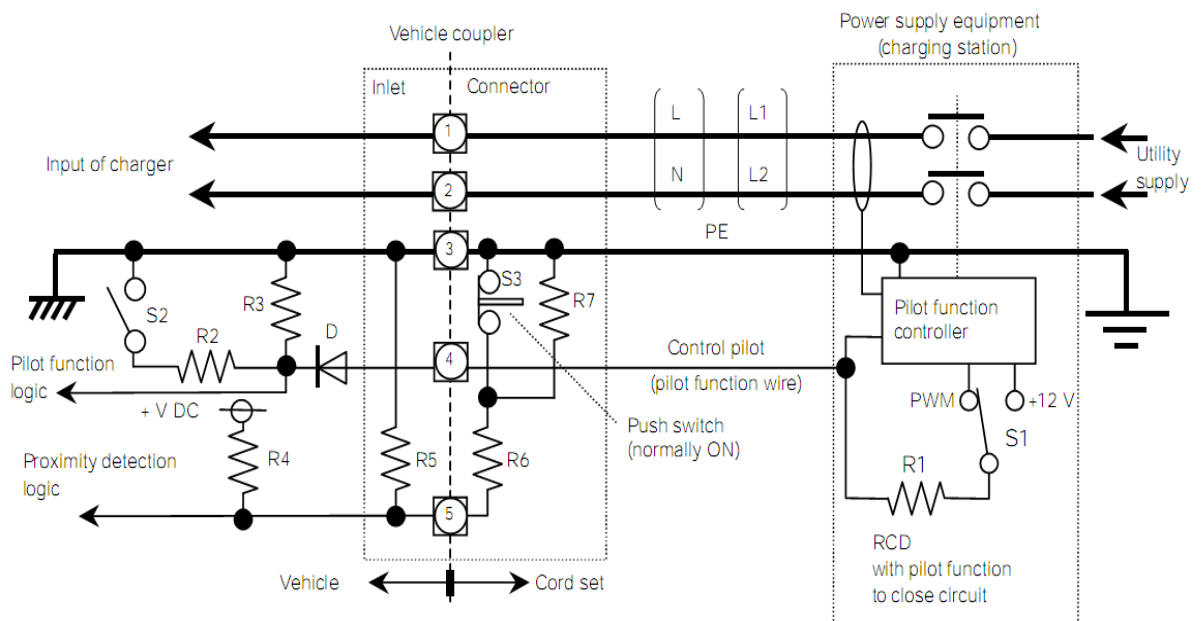 Power supply equipment
(charging station)
Vehicle coupler
Inlet
Connector
1
L
L1
Input of charger
Utility
supply
2
N
L2
3
PE
S3
R3
R7
S2
Pilot function
controller
D
R2
4
Control pilot
(pilot function wire)
Pilot function
logic
+ V DC
PWM
+12 V
Push switch
(normally ON)
S1
Proximity detection
logic
R4
R5
R6
R1
5
RCD
with pilot function
to close circuit
Vehicle
Cord set